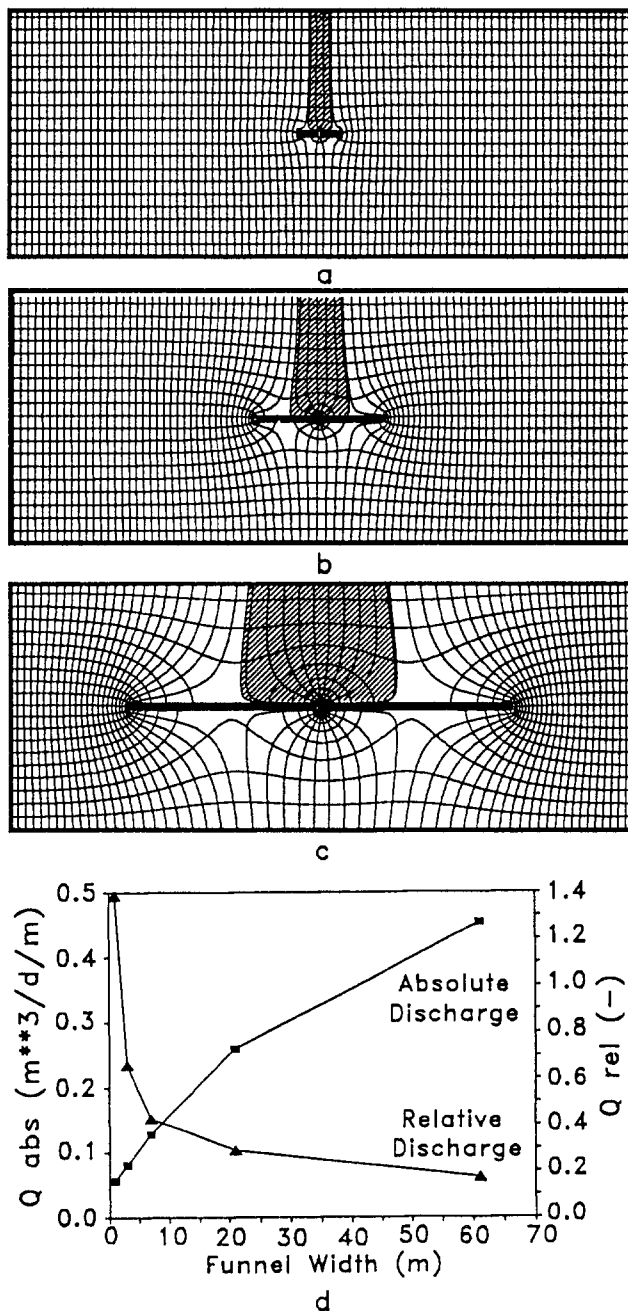 a
b
c
0.5
0.4
0.3
0.2
0.1
0.0
Q abs (m**3/d/m)
1.4
1.2
1.0
0.8
0.6
0.4
0.2
0.0
Q rel (-)
Absolute
Discharge
Relative
Discharge
0 10 20 30 40 50 60 70
Funnel Width (m)
d